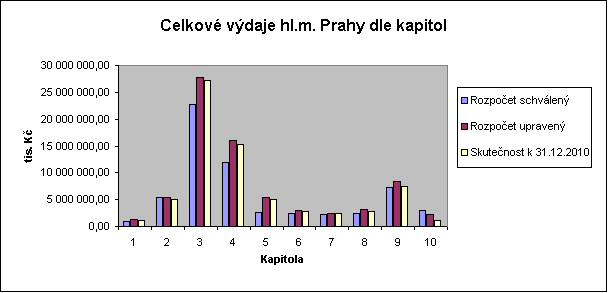 Celkové výdaje hl.m. Prahy dle kapitol
30 000 000,00
25 000 000,00
20 000 000,00
15 000 000,00
10 000 000,00
5 000 000,00
0,00
tis. Kč
1 2 3 4 5 6 7 8 9 10
Kapitola
Rozpočet schválený
Rozpočet upravený
Skutečnost k 31.12.2010